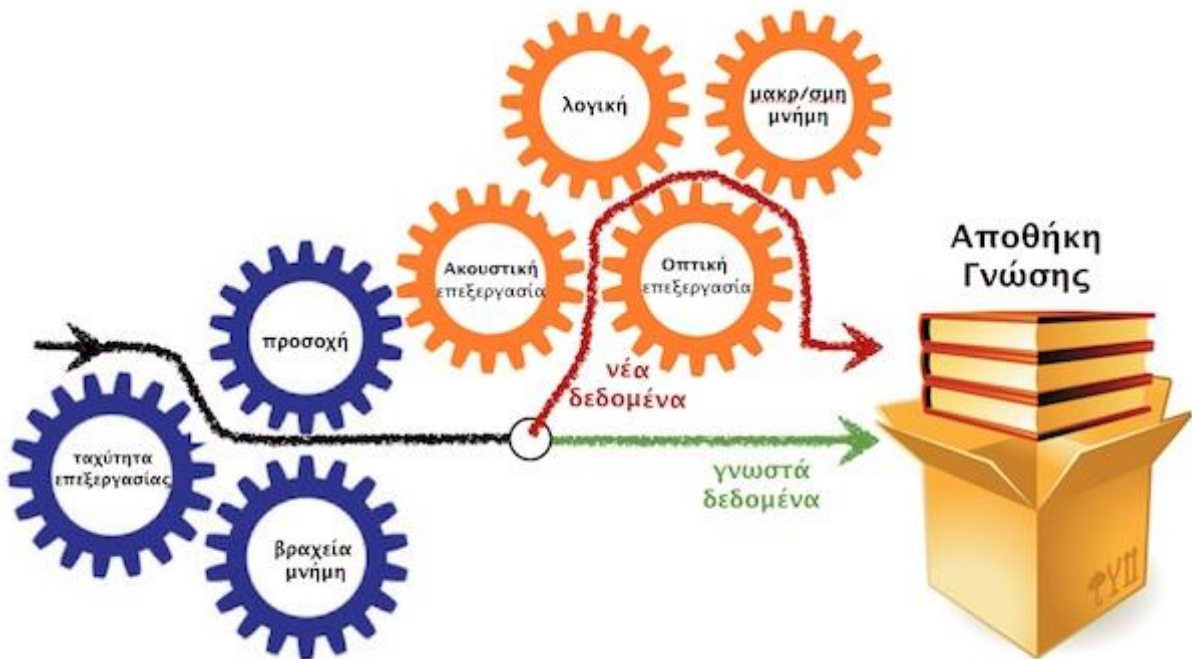 λογική
μακρ/σμη
μνήμη
Ακουστική
επεξεργασία
Οπτική
επεξεργασία
Αποθήκη
Γνώσης
προσοχή
νέα
δεδομένα
ταχύτητα
επεξεργασίας
γνωστά
δεδομένα
βραχεία
μνήμη